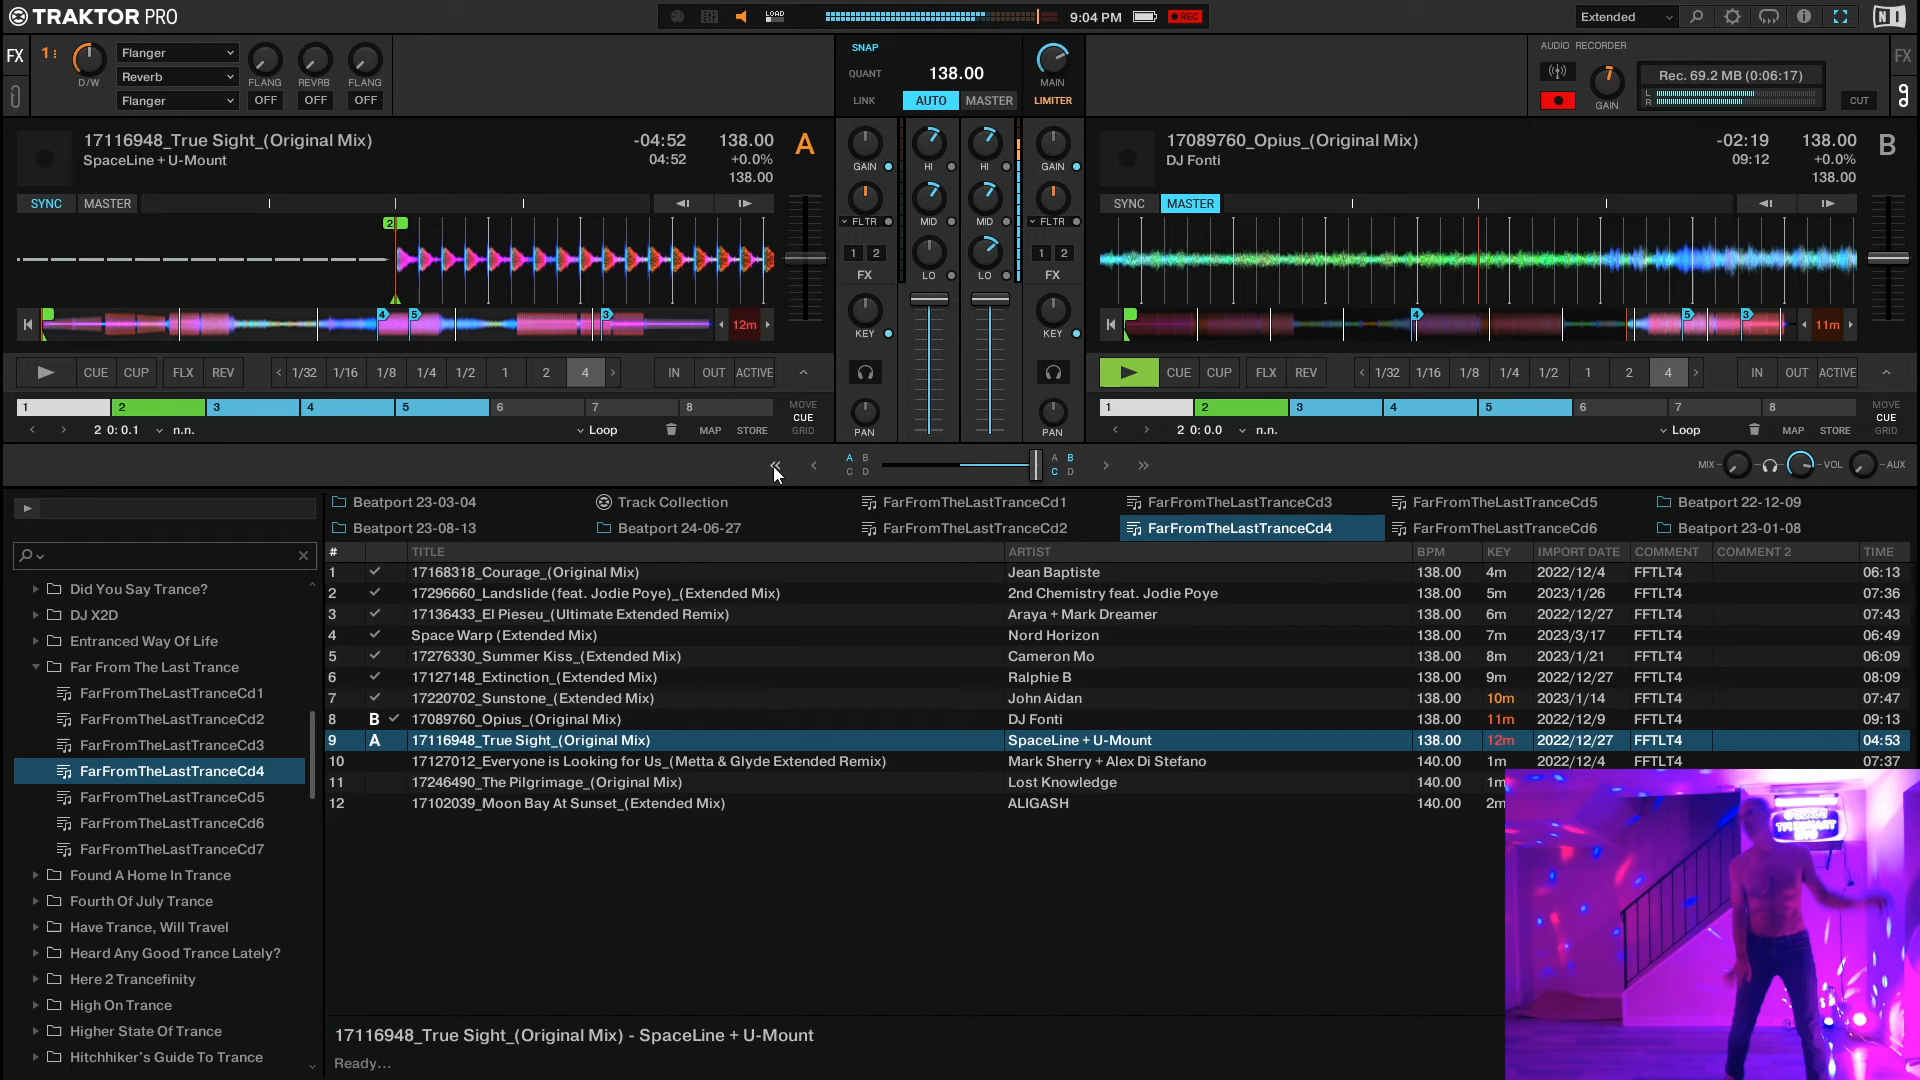 TRAKTOR PRO
LOAD
9:04 PM
REC
Extended
FX
1
D/W
Flanger
Reverb
Flanger
FLANG
REVRB
FLANG
OFF
OFF
OFF
SNAP
QUANT
LINK
138.00
AUTO
MASTER
MAIN
LIMITER
AUDIO RECORDER
Rec. 69.2 MB (0:06:17)
L
R
GAIN
CUT
FX
17116948_True Sight_(Original Mix)
SpaceLine + U-Mount
-04:52
04:52
138.00
+0.0%
138.00
A
SYNC
MASTER
2
4
5
3
12m
CUE
CUP
FLX
REV
1/32
1/16
1/8
1/4
1/2
1
2
4
IN
OUT
ACTIVE
1
2
3
4
5
6
7
8
MOVE
CUE
GRID
2 0: 0.1
n.n.
Loop
MAP
STORE
GAIN
HI
HI
GAIN
FLTR
MID
MID
FLTR
1 2
LO
LO
1 2
FX
FX
KEY
KEY
PAN
PAN
17089760_Opius_(Original Mix)
DJ Fonti
-02:19
09:12
138.00
+0.0%
138.00
B
SYNC
MASTER
4
5
3
11m
CUE
CUP
FLX
REV
1/32
1/16
1/8
1/4
1/2
1
2
4
IN
OUT
ACTIVE
1
2
3
4
5
6
7
8
MOVE
CUE
GRID
2 0: 0.0
n.n.
Loop
MAP
STORE
A B
C D
A B
C D
MIX
VOL
AUX
Beatport 23-03-04
Track Collection
FarFromTheLastTranceCd1
FarFromTheLastTranceCd3
FarFromTheLastTranceCd5
Beatport 22-12-09
Beatport 23-08-13
Beatport 24-06-27
FarFromTheLastTranceCd2
FarFromTheLastTranceCd4
FarFromTheLastTranceCd6
Beatport 23-01-08
Did You Say Trance?
DJ X2D
Entranced Way Of Life
Far From The Last Trance
FarFromTheLastTranceCd1
FarFromTheLastTranceCd2
FarFromTheLastTranceCd3
FarFromTheLastTranceCd4
FarFromTheLastTranceCd5
FarFromTheLastTranceCd6
FarFromTheLastTranceCd7
Found A Home In Trance
Fourth Of July Trance
Have Trance, Will Travel
Heard Any Good Trance Lately?
Here 2 Trancefinity
High On Trance
Higher State Of Trance
Hitchhiker's Guide To Trance
# TITLE ARTIST BPM KEY IMPORT DATE COMMENT COMMENT 2 TIME
1 17168318_Courage_(Original Mix) Jean Baptiste 138.00 4m 2022/12/4 FFTLT4 06:13
2 17296660_Landslide (feat. Jodie Poye)_(Extended Mix) 2nd Chemistry feat. Jodie Poye 138.00 5m 2023/1/26 FFTLT4 07:36
3 17136433_El Pieseu_(Ultimate Extended Remix) Araya + Mark Dreamer 138.00 6m 2022/12/27 FFTLT4 07:43
4 Space Warp (Extended Mix) Nord Horizon 138.00 7m 2023/3/17 FFTLT4 06:49
5 17276330_Summer Kiss_(Extended Mix) Cameron Mo 138.00 8m 2023/1/21 FFTLT4 06:09
6 17127148_Extinction_(Extended Mix) Ralphie B 138.00 9m 2022/12/27 FFTLT4 08:09
7 17220702_Sunstone_(Extended Mix) John Aidan 138.00 10m 2023/1/14 FFTLT4 07:47
8 B 17089760_Opius_(Original Mix) DJ Fonti 138.00 11m 2022/12/9 FFTLT4 09:13
9 A 17116948_True Sight_(Original Mix) SpaceLine + U-Mount 138.00 12m 2022/12/27 FFTLT4 04:53
10 17127012_Everyone is Looking for Us_(Metta & Glyde Extended Remix) Mark Sherry + Alex Di Stefano 140.00 1m 2022/12/4 FFTLT4 07:37
11 17246490_The Pilgrimage_(Original Mix) Lost Knowledge 140.00 1m
12 17102039_Moon Bay At Sunset_(Extended Mix) ALIGASH 140.00 2m
17116948_True Sight_(Original Mix) - SpaceLine + U-Mount
Ready...